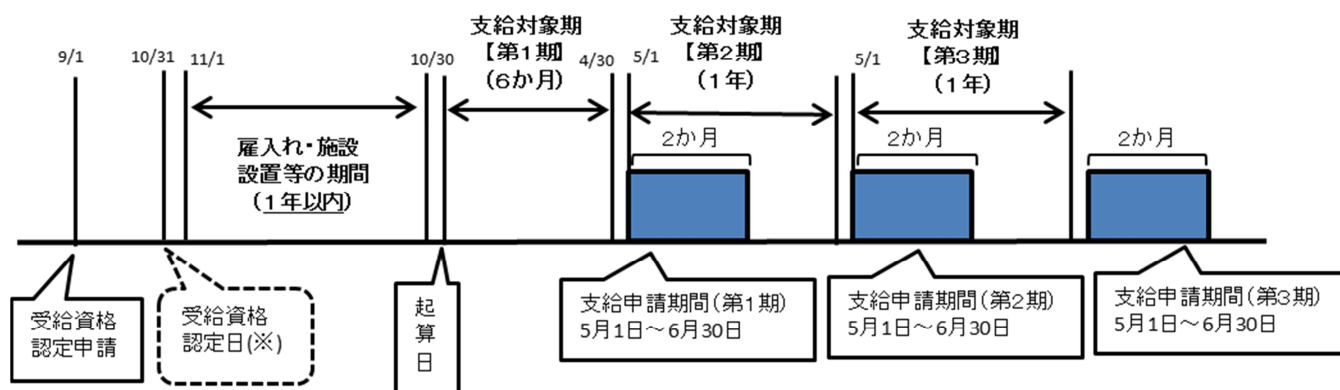 支給対象期
【第1期】
(6か月)
支給対象期
【第2期】
(1年)
支給対象期
【第3期】
(1年)
9/1
10/31
11/1
10/30
4/30
5/1
5/1
雇入れ・施設
設置等の期間
(1年以内)
2か月
2か月
2か月
受給資格
認定申請
受給資格
認定日(※)
起算日
支給申請期間(第1期)
5月1日~6月30日
支給申請期間(第2期)
5月1日~6月30日
支給申請期間(第3期)
5月1日~6月30日